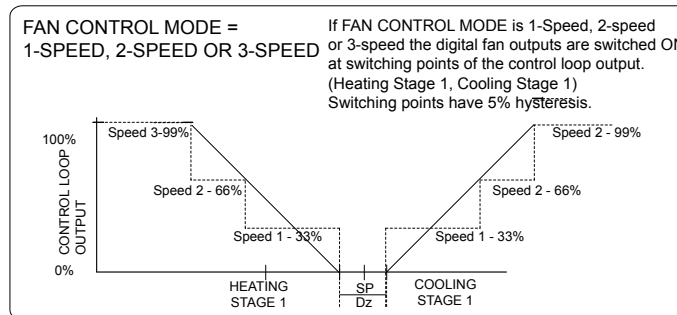 FAN CONTROL MODE =
1-SPEED, 2-SPEED OR 3-SPEED
If FAN CONTROL MODE is 1-Speed, 2-speed
or 3-speed the digital fan outputs are switched ON
at switching points of the control loop output.
(Heating Stage 1, Cooling Stage 1)
Switching points have 5% hysteresis.
CONTROL LOOP
OUTPUT
100%
0%
Speed 3-99%
Speed 2 - 66%
Speed 1 - 33%
Speed 2 - 99%
Speed 2 - 66%
Speed 1 - 33%
HEATING
STAGE 1
SP
Dz
COOLING
STAGE 1